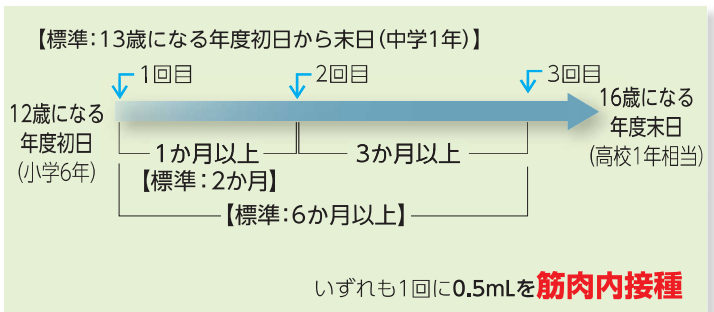 【標準：13歳になる年度初日から末日（中学1年）】
1回目
2回目
3回目
12歳になる
年度初日
（小学6年）
16歳になる
年度末日
（高校1年相当）
1か月以上
3か月以上
【標準：2か月】
【標準：6か月以上】
いずれも1回に0.5mLを筋肉内接種